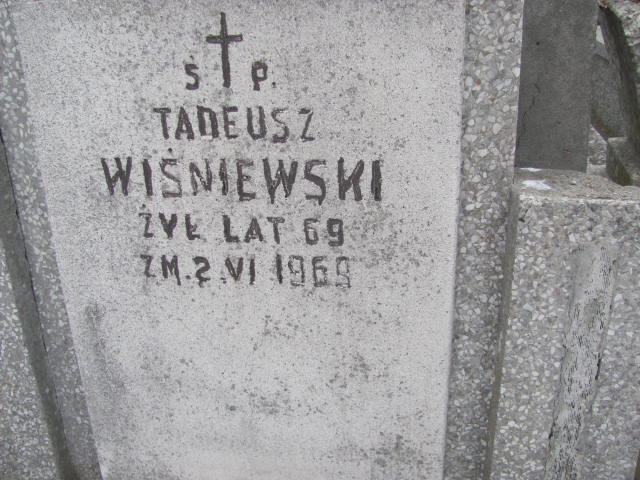 S P.
TADEUSZ
WIŚNIEWSKI
ŻYŁ LAT 69
ZM. 2. VI 1969